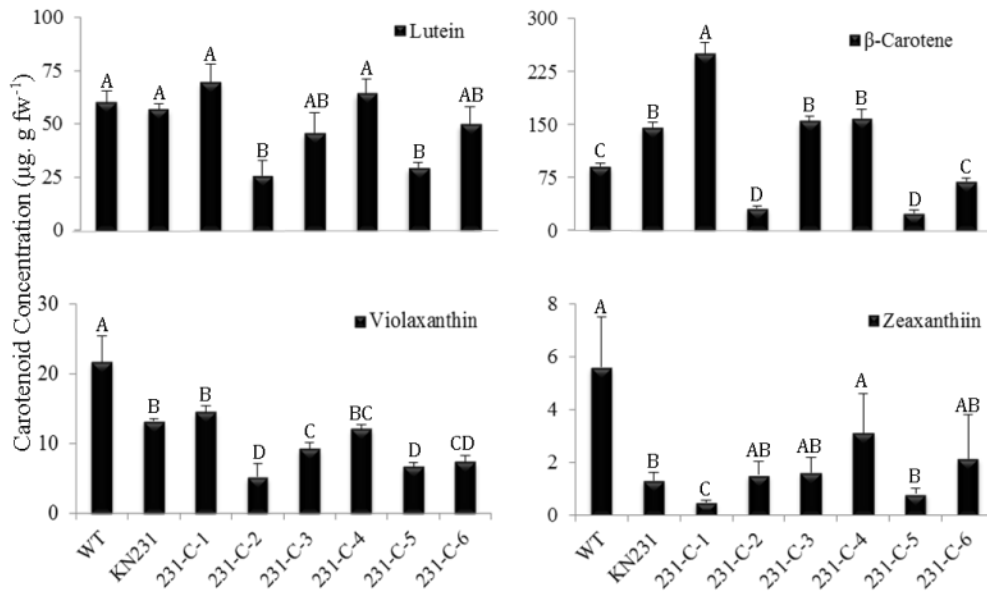 Carotenoid Concentration (µg. g fw⁻¹)
100
75
50
25
0
Lutein
A
A
A
B
AB
A
B
AB
300
225
150
75
0
β-Carotene
C
B
A
D
B
B
D
C
30
20
10
0
Violaxanthin
A
B
B
D
C
BC
D
CD
WT
KN231
231-C-1
231-C-2
231-C-3
231-C-4
231-C-5
231-C-6
8
6
4
2
0
Zeaxanthiin
A
B
C
AB
AB
A
B
AB
WT
KN231
231-C-1
231-C-2
231-C-3
231-C-4
231-C-5
231-C-6